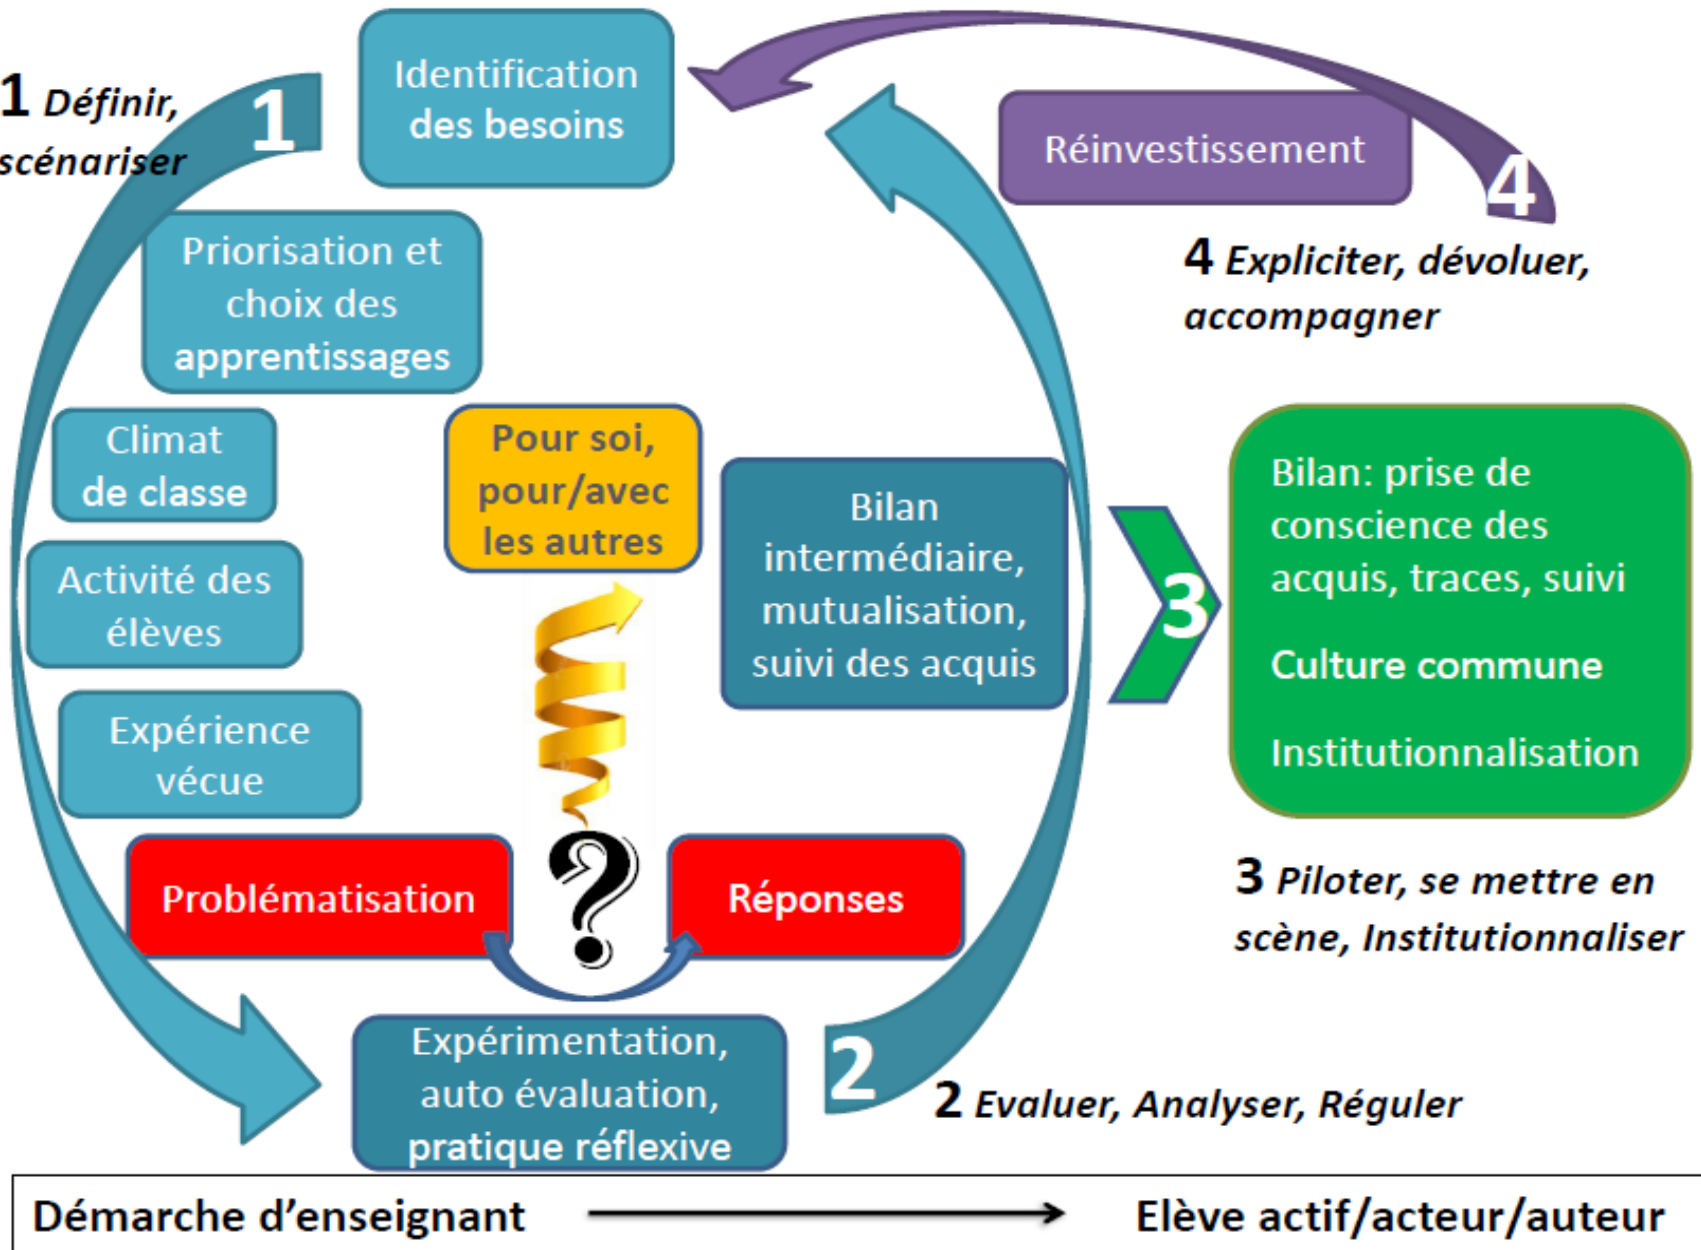 1 Définir,
scénariser
1
Identification
des besoins
Réinvestissement
4
4 Expliciter, dévoluer,
accompagner
Priorisation et
choix des
apprentissages
Climat
de classe
Activité des
élèves
Expérience
vécue
Pour soi,
pour/avec
les autres
Bilan
intermédiaire,
mutualisation,
suivi des acquis
3
Bilan: prise de
conscience des
acquis, traces, suivi
Culture commune
Institutionnalisation
3 Piloter, se mettre en
scène, Institutionnaliser
Problématisation
?
Réponses
Expérimentation,
auto évaluation,
pratique réflexive
2
2 Evaluer, Analyser, Réguler
Démarche d'enseignant
Elève actif/acteur/auteur